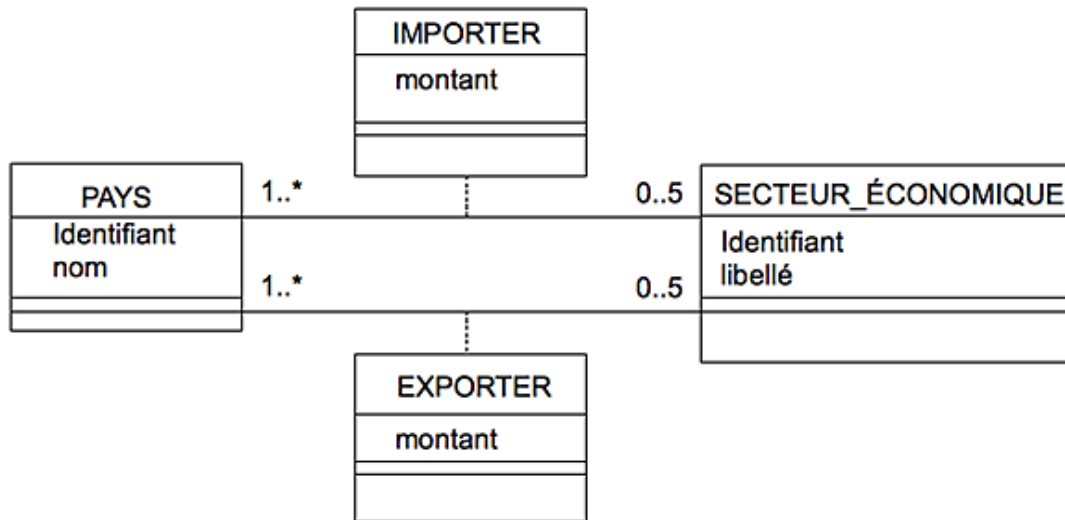 IMPORTER
montant
PAYS
Identifiant
nom
1..*
0..5
1..*
0..5
SECTEUR_ÉCONOMIQUE
Identifiant
libellé
EXPORTER
montant